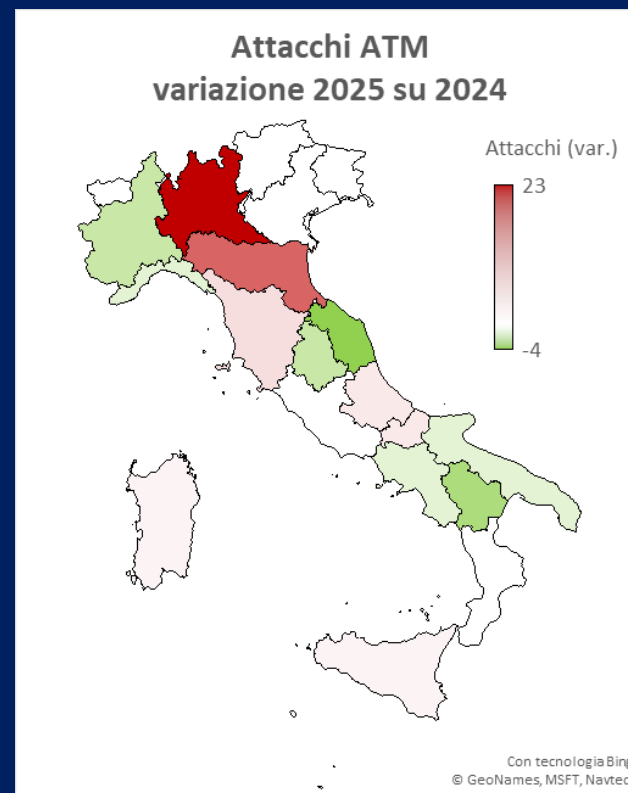 Attacchi ATM
variazione 2025 su 2024
Attacchi (var.)
23
-4
Con tecnologia Bing
© GeoNames, MSFT, Navteq